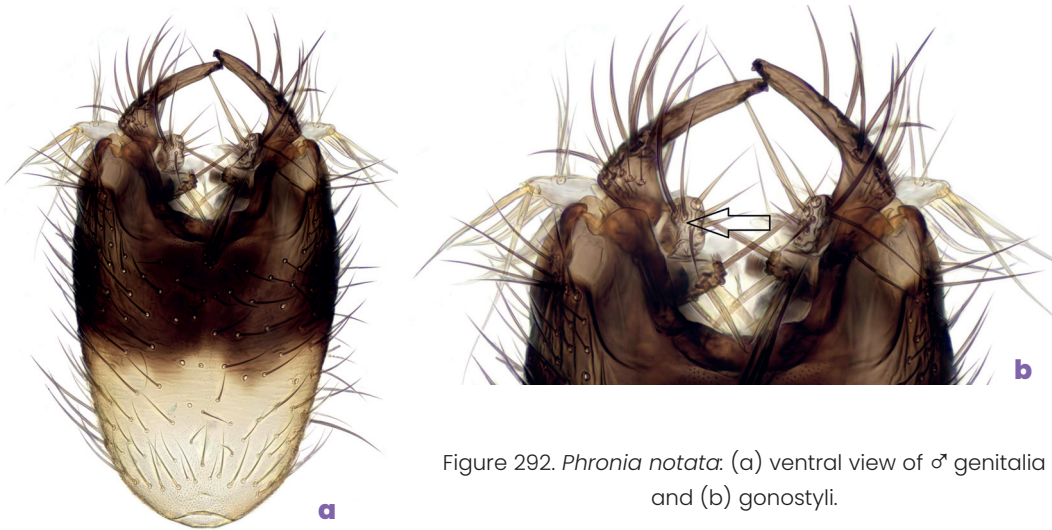 a
b
Figure 292. Phronia notata: (a) ventral view of ♂ genitalia
and (b) gonostyli.